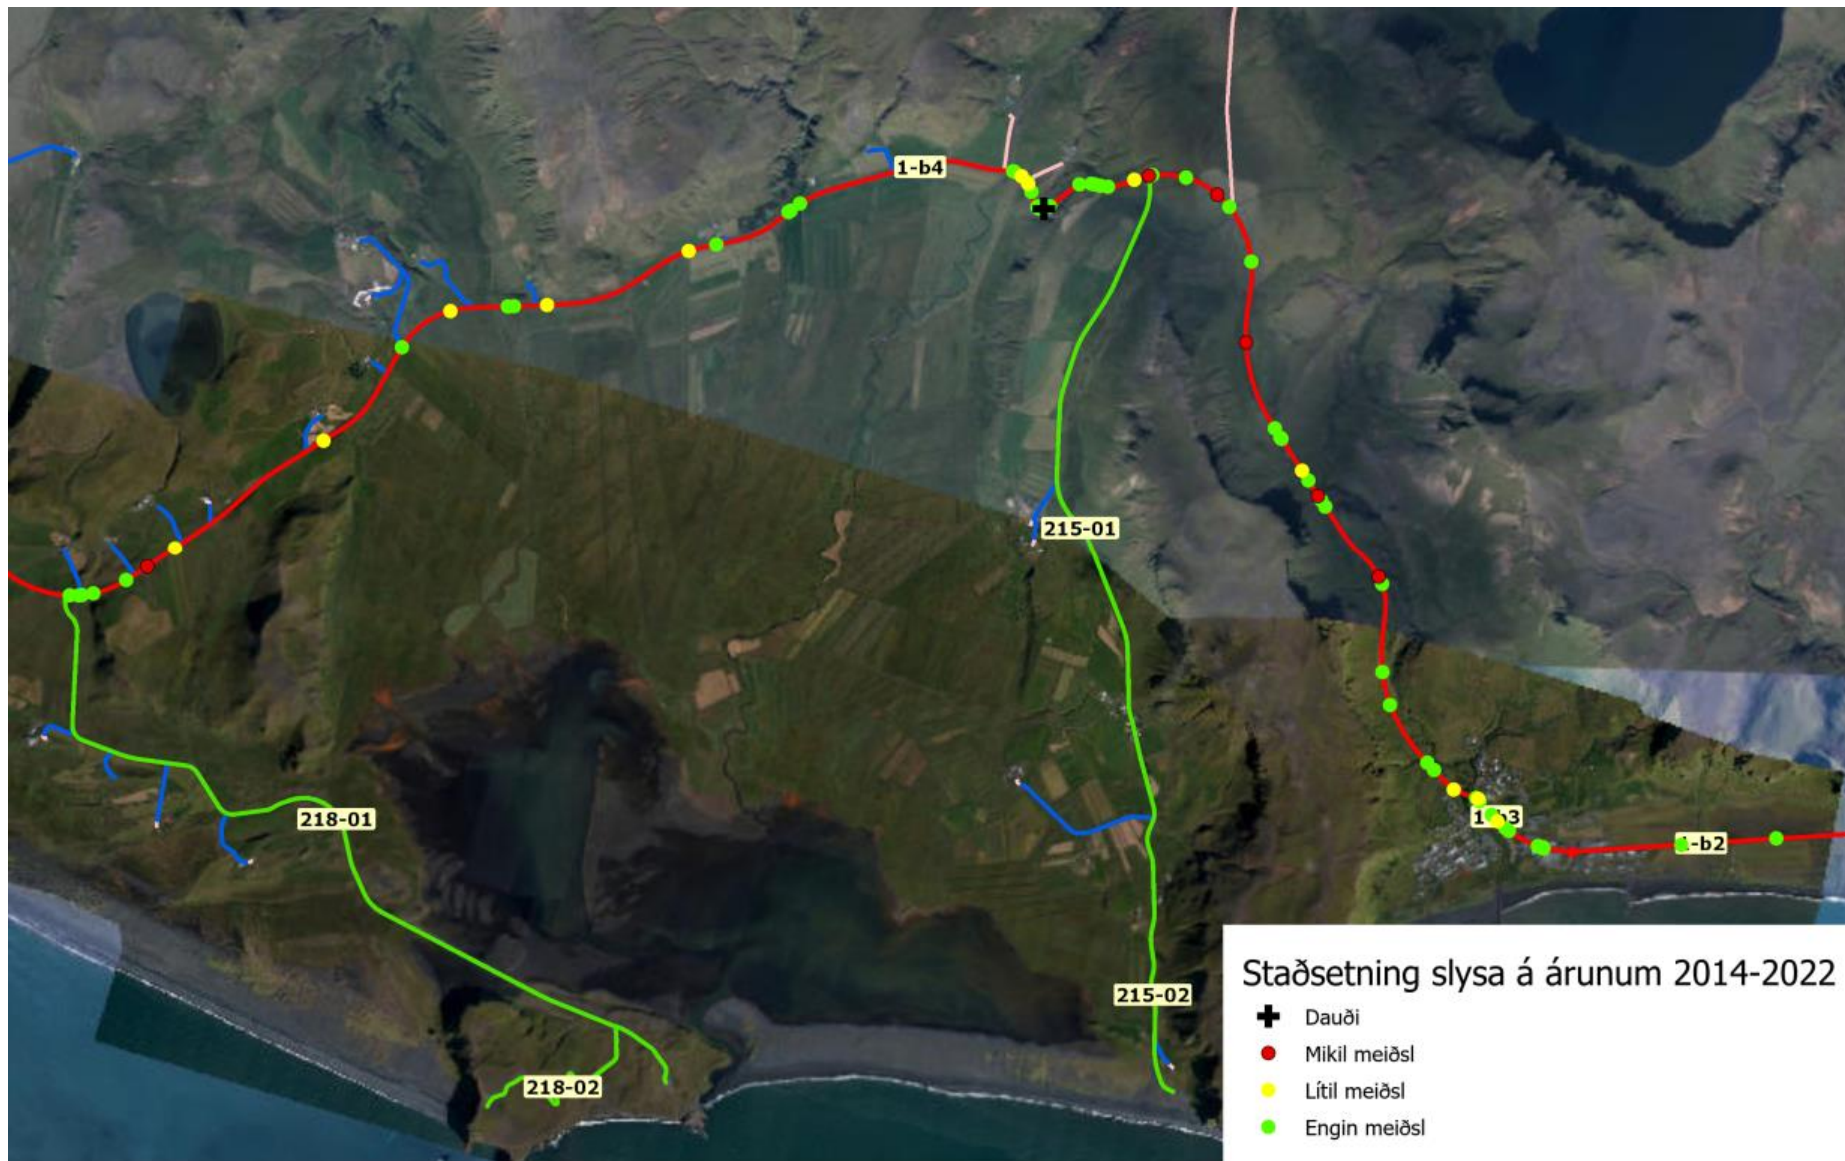 1-b4
215-01
218-01
1-b3
1-b2
215-02
218-02
Staðsetning slysa á árunum 2014-2022
Dauði
Mikil meiðsl
Lítil meiðsl
Engin meiðsl